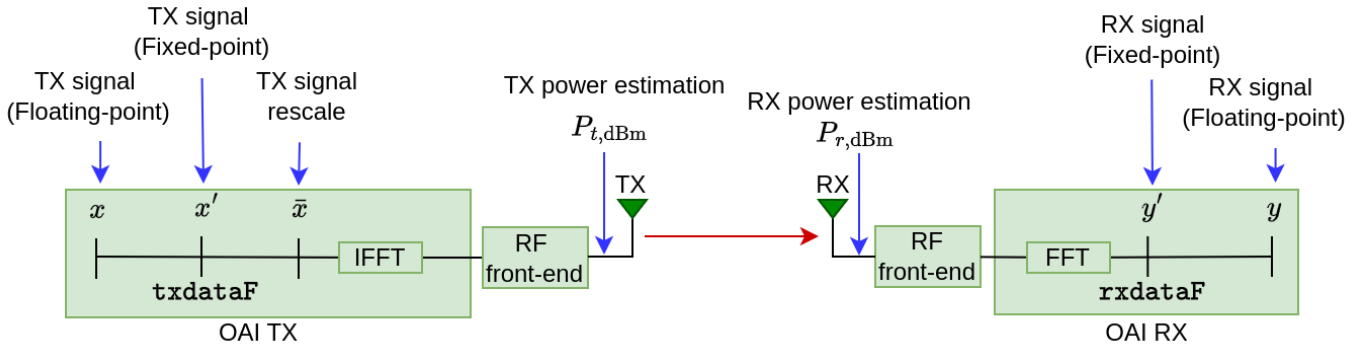 TX signal
(Fixed-point)
TX signal
(Floating-point)
TX signal
rescale
TX power estimation
P_{t,dBm}
RX power estimation
P_{r,dBm}
RX signal
(Fixed-point)
RX signal
(Floating-point)
x
x′
x̄
IFFT
txdataF
OAI TX
RF
front-end
TX
RX
RF
front-end
FFT
y′
y
rxdataF
OAI RX